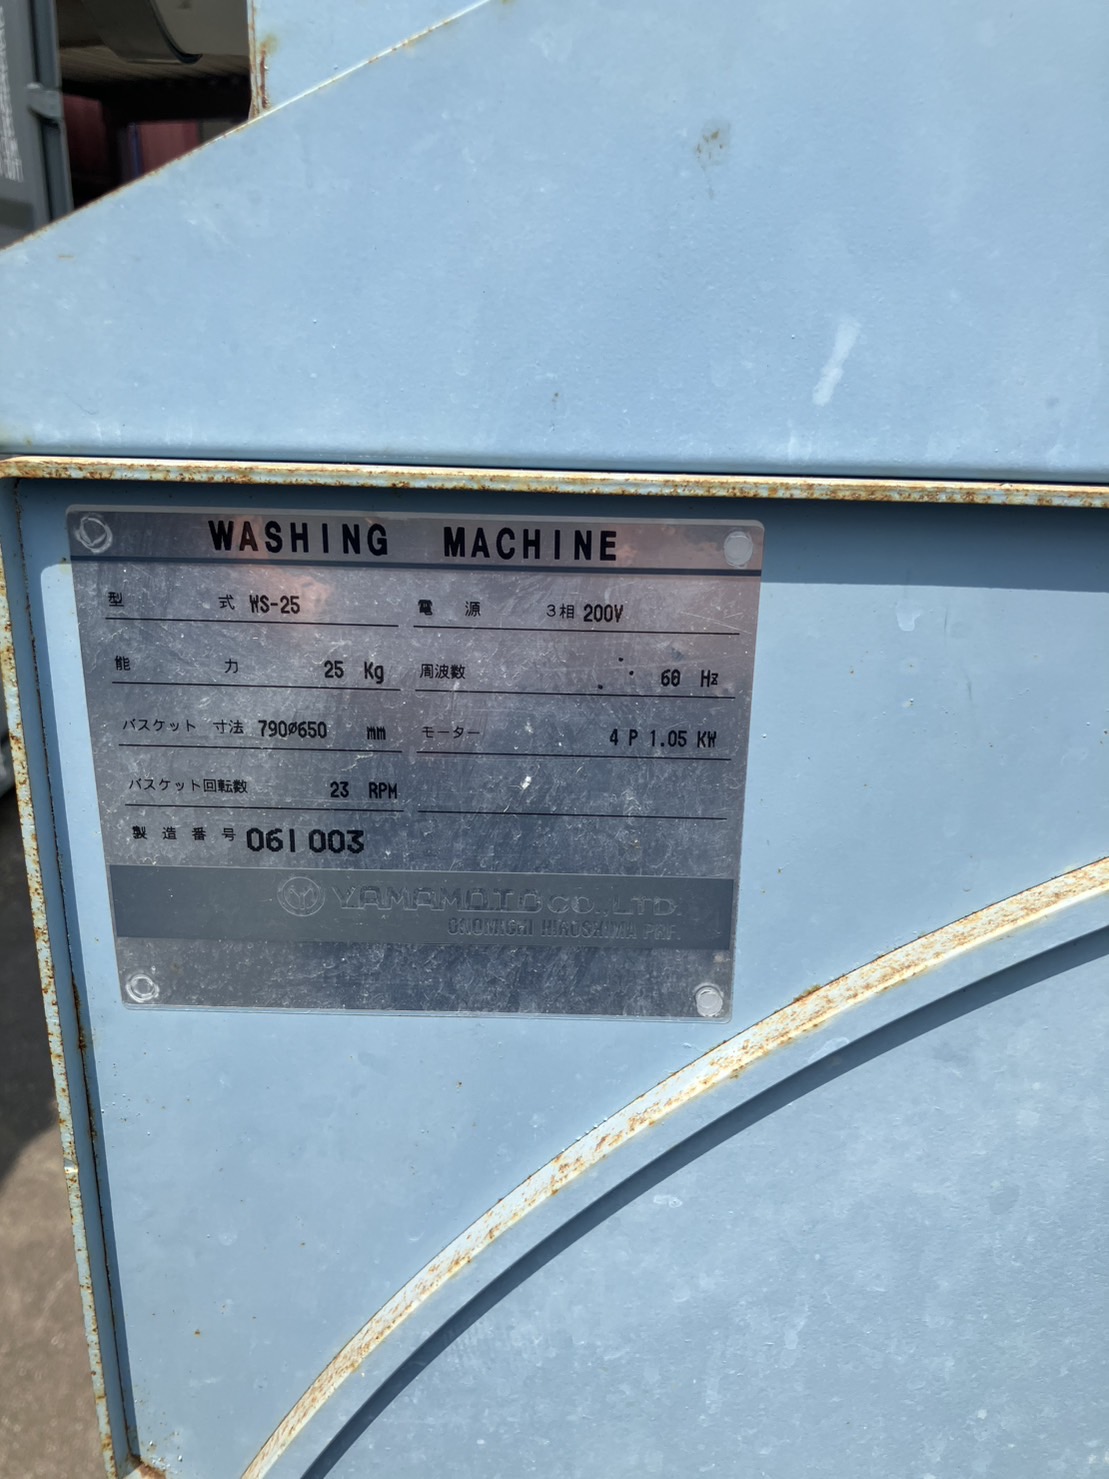 WASHING MACHINE
型 式 WS-25
電 源 3相 200V
能 力 25 Kg
周波数 60 Hz
バスケット 寸法 790φ650 mm
モーター 4 P 1.05 KW
バスケット回転数 23 RPM
製造番号 061003
YAMAMOTO CO., LTD.
ONOMICHI HIROSHIMA PRF.